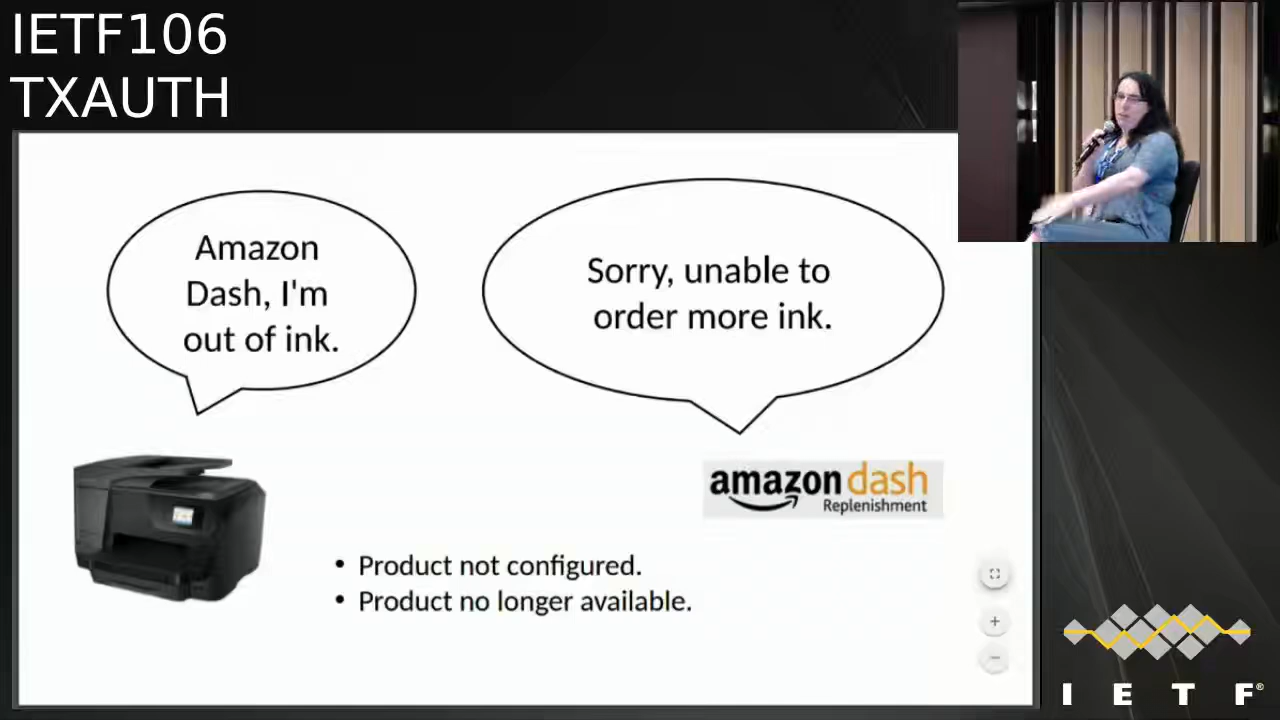 IETF106
TXAUTH
Amazon
Dash, I'm
out of ink.
Sorry, unable to
order more ink.
amazon dash
Replenishment
• Product not configured.
• Product no longer available.
I E T F®